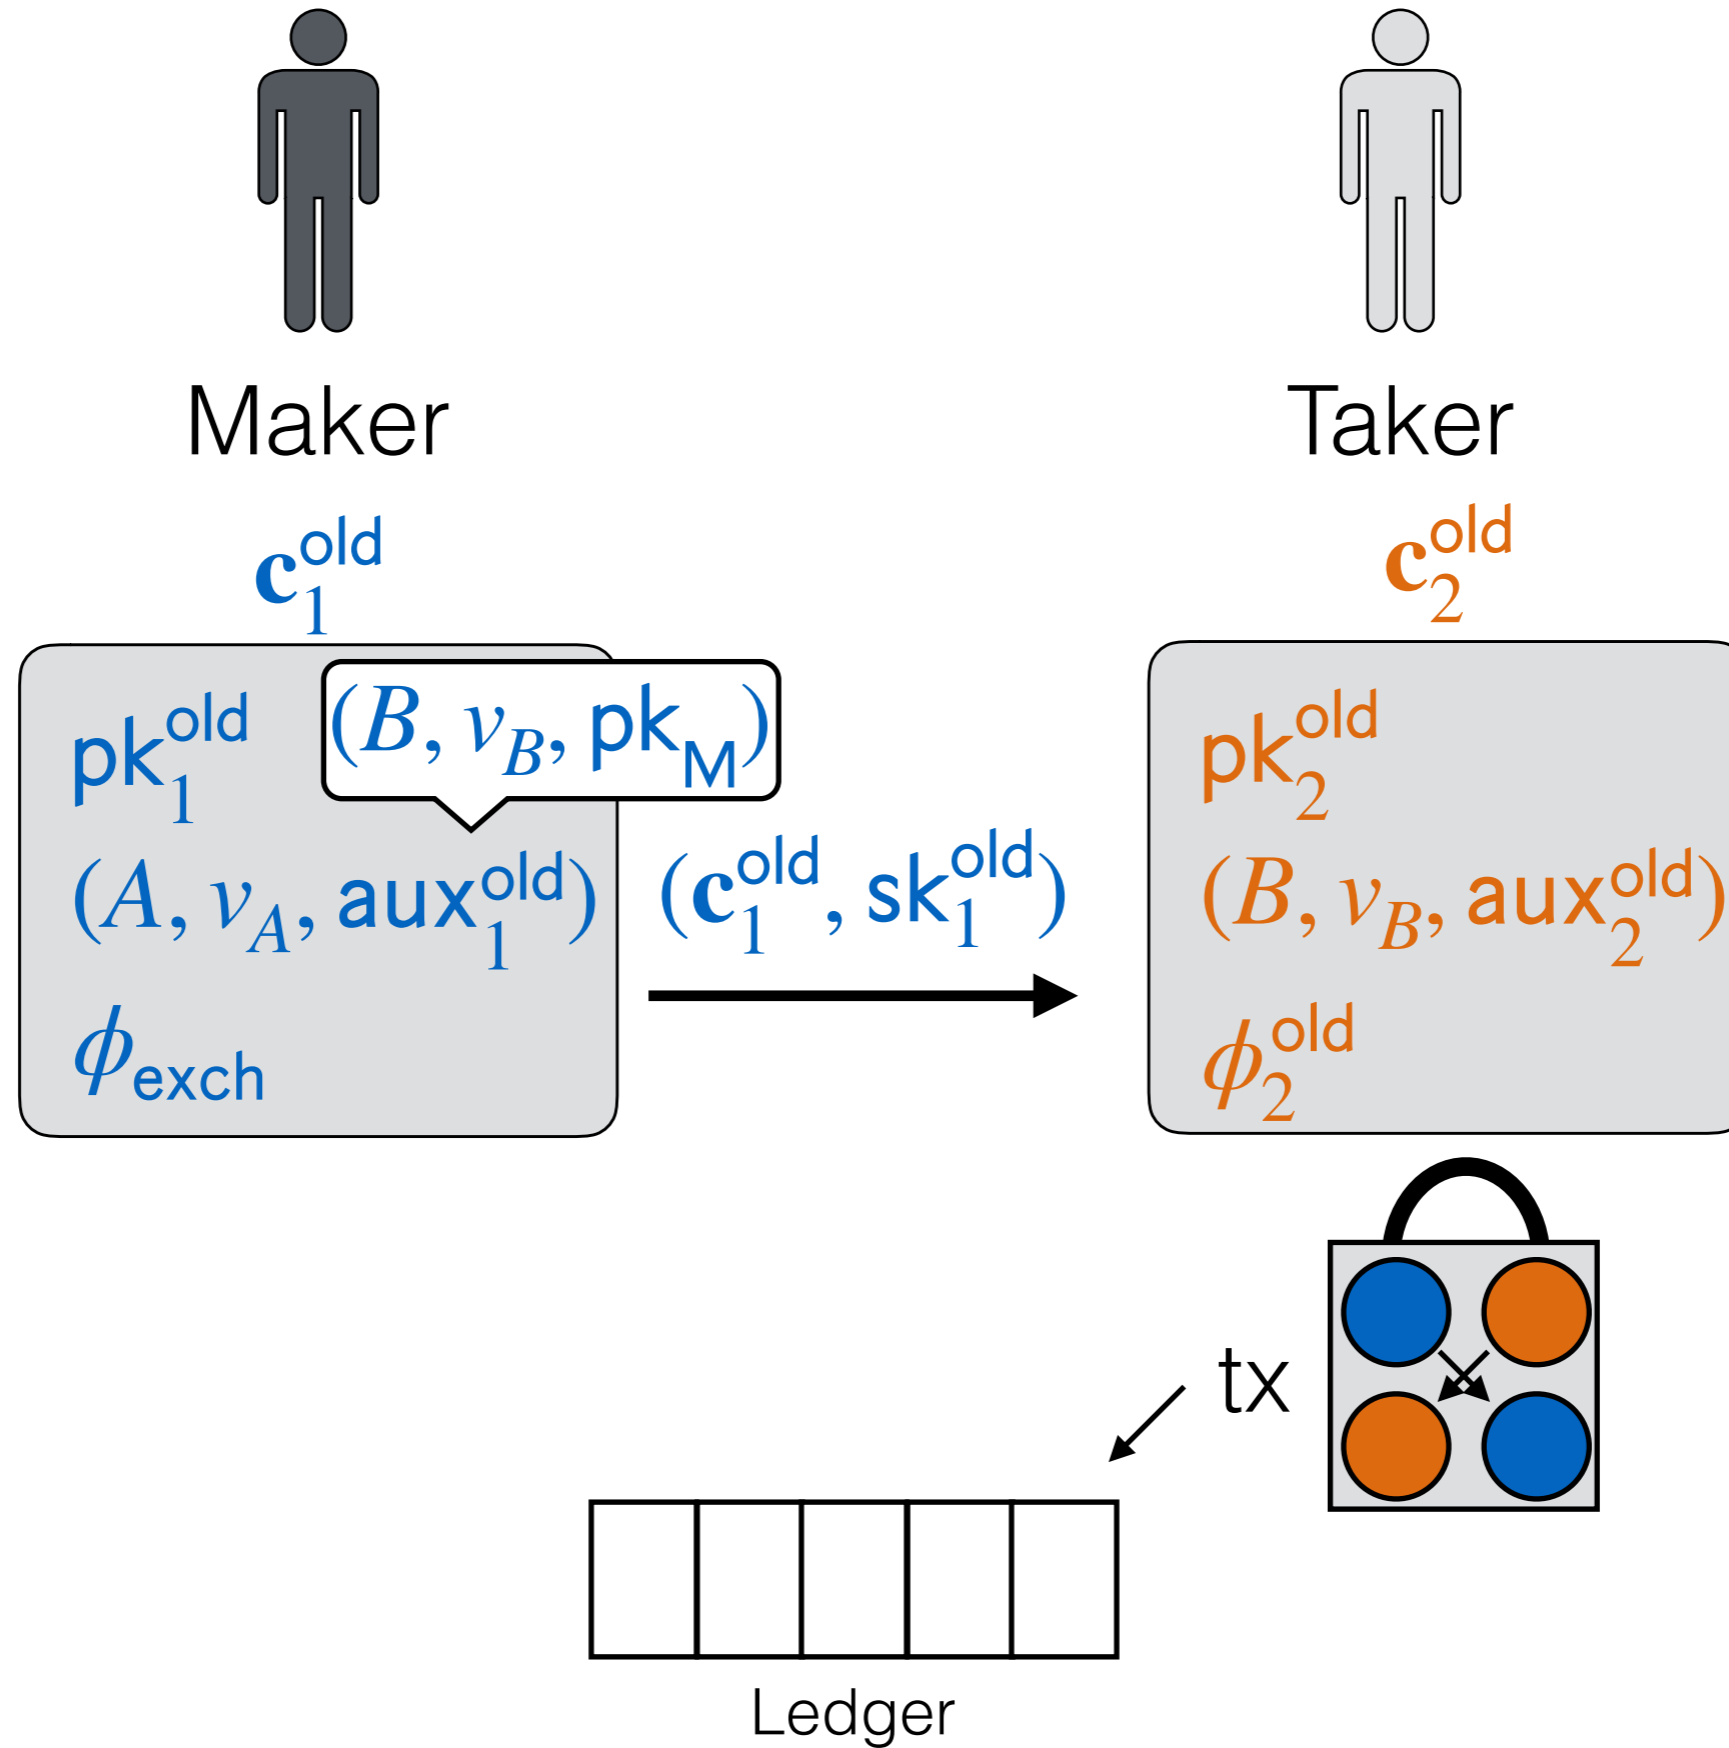 Maker
Taker
c₁^old
c₂^old
pk₁^old
(B, v_B, pk_M)
(A, v_A, aux₁^old)
ϕ_exch
(c₁^old, sk₁^old)
pk₂^old
(B, v_B, aux₂^old)
ϕ₂^old
tx
Ledger